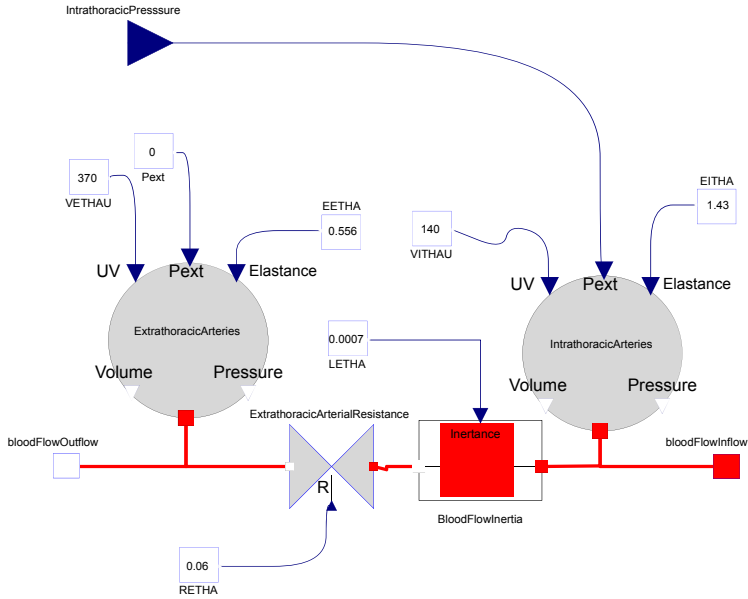 IntrathoracicPresssure
0
Pext
370
VETHAU
EITHA
1.43
EETHA
0.556
140
VITHAU
UV
Pext
Elastance
UV
Pext
Elastance
ExtrathoracicArteries
0.0007
LETHA
IntrathoracicArteries
Volume
Pressure
Volume
Pressure
ExtrathoracicArterialResistance
bloodFlowOutflow
Inertance
bloodFlowInflow
R
BloodFlowInertia
0.06
RETHA